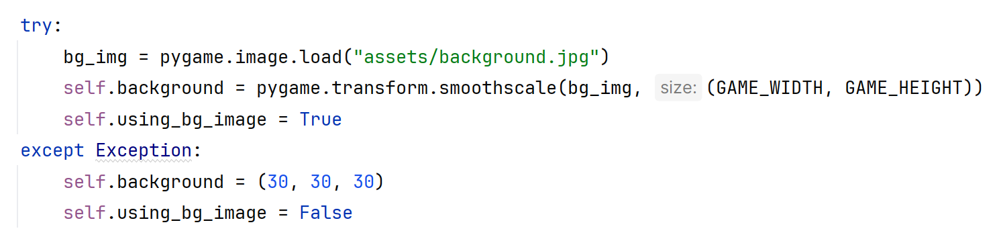 try:
    bg_img = pygame.image.load("assets/background.jpg")
    self.background = pygame.transform.smoothscale(bg_img, size: (GAME_WIDTH, GAME_HEIGHT))
    self.using_bg_image = True
except Exception:
    self.background = (30, 30, 30)
    self.using_bg_image = False